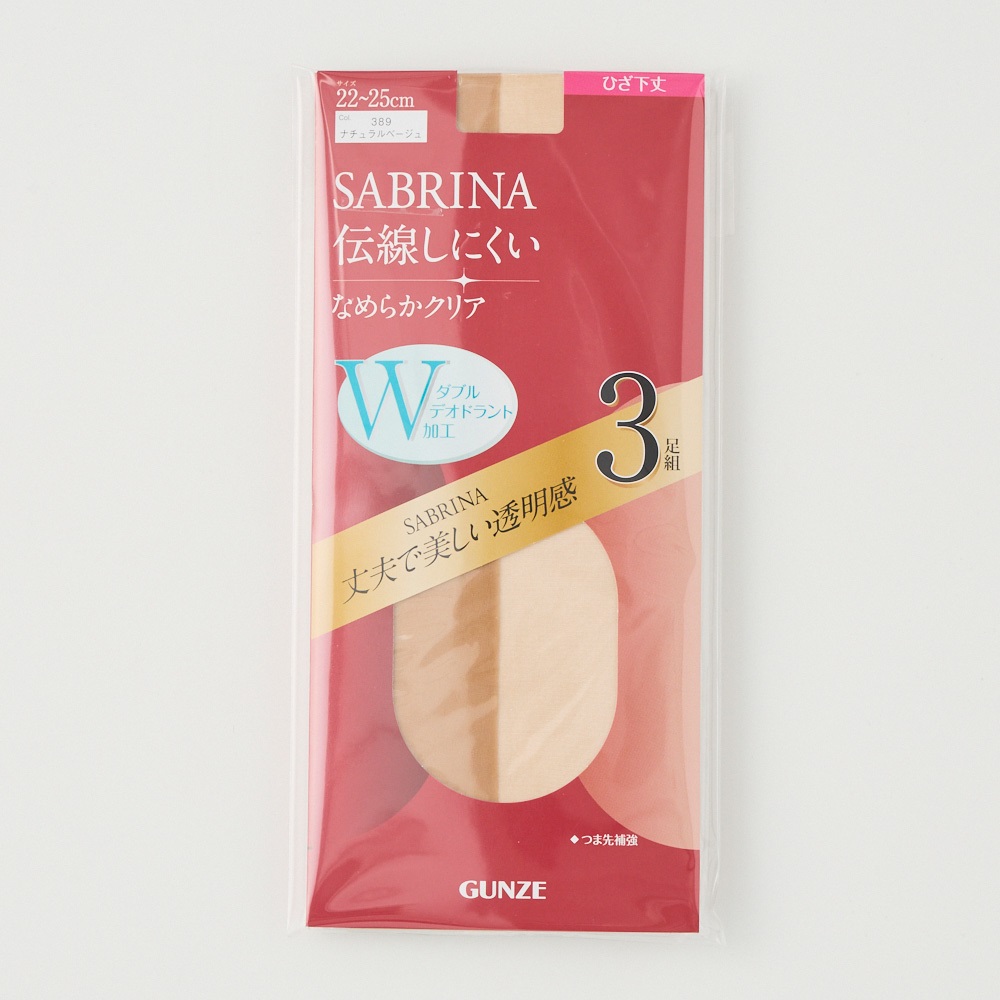 サイズ
22~25cm
ひざ下丈
Col. 389
ナチュラルベージュ
SABRINA
伝線しにくい
なめらかクリア
W ダブル
デオドラント
加工
3足組
SABRINA
丈夫で美しい透明感
◆つま先補強
GUNZE